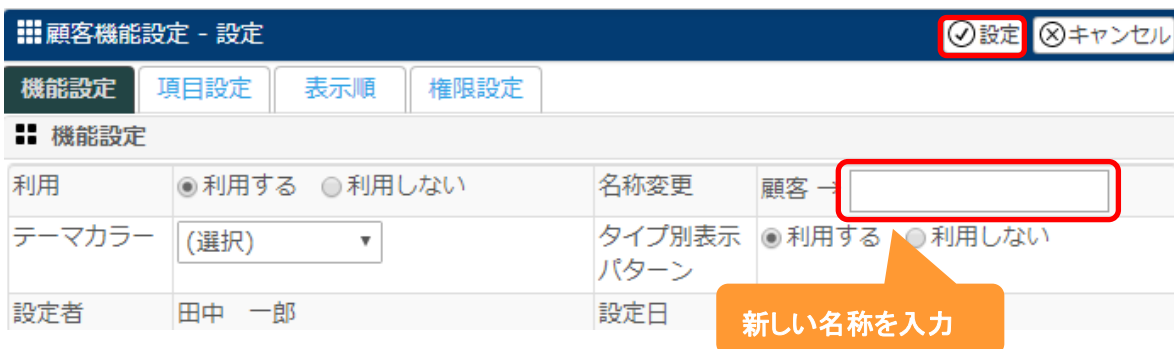 顧客機能設定 - 設定 設定 キャンセル
機能設定 項目設定 表示順 権限設定
機能設定
利用 利用する 利用しない 名称変更 顧客 →
テーマカラー (選択) タイプ別表示パターン 利用する 利用しない
設定者 田中 一郎 設定日
新しい名称を入力